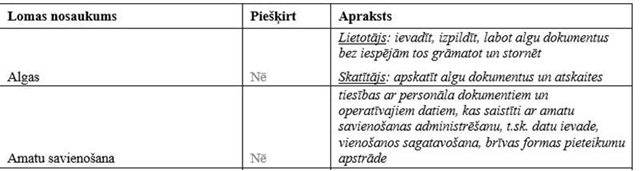 Lomas nosaukums Piešķirt Apraksts
Lietotājs: ievadīt, izpildīt, labot algu dokumentus
bez iespējām tos grāmatot un stornēt
Algas Nē Skatītājs: apskatīt algu dokumentus un atskaites
tiesības ar personāla dokumentiem un
operatīvajiem datiem, kas saistīti ar amatu
savienošanas administrēšanu, t.sk. datu ievade,
vienošanos sagatavošana, brīvas formas pieteikumu
Amatu savienošana Nē apstrāde